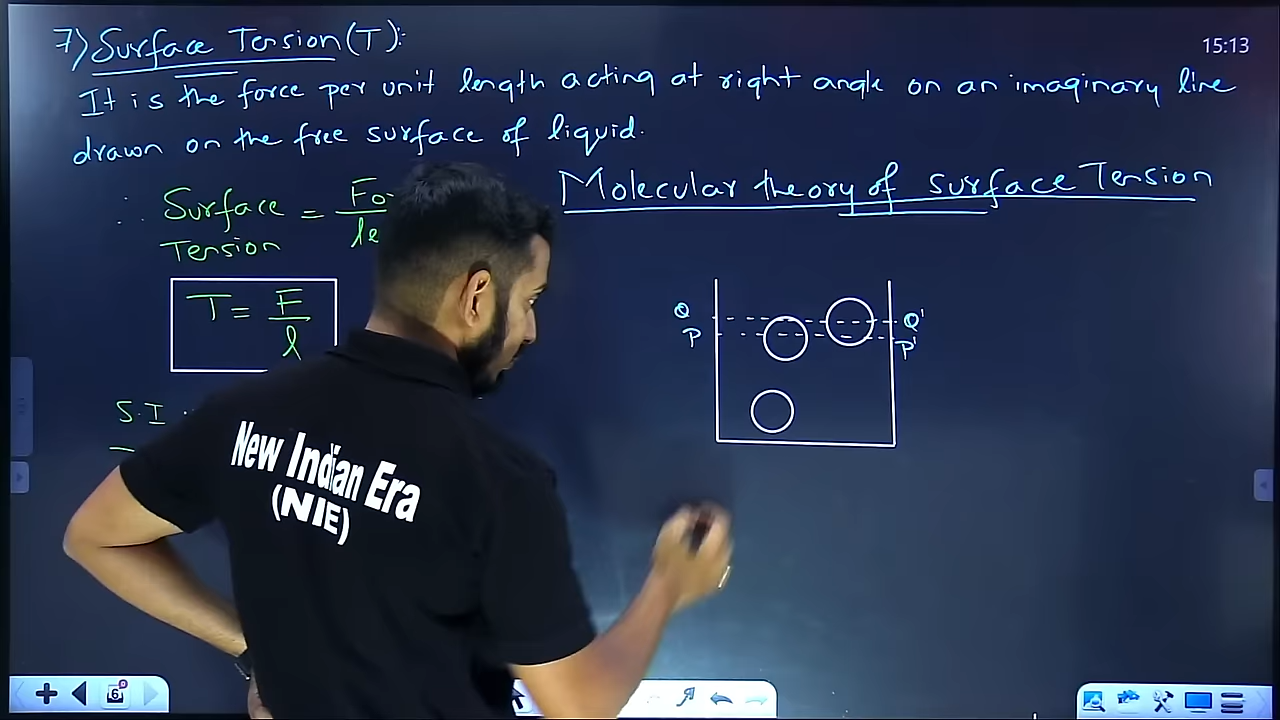 7) Surface Tension (T):
It is the force per unit length acting at right angle on an imaginary line
drawn on the free surface of liquid.
Molecular theory of surface Tension
∴ Surface Tension =
T = F/l
S.I
Q
Q'
P
P'
15:13
New Indian Era
(NIE)
6